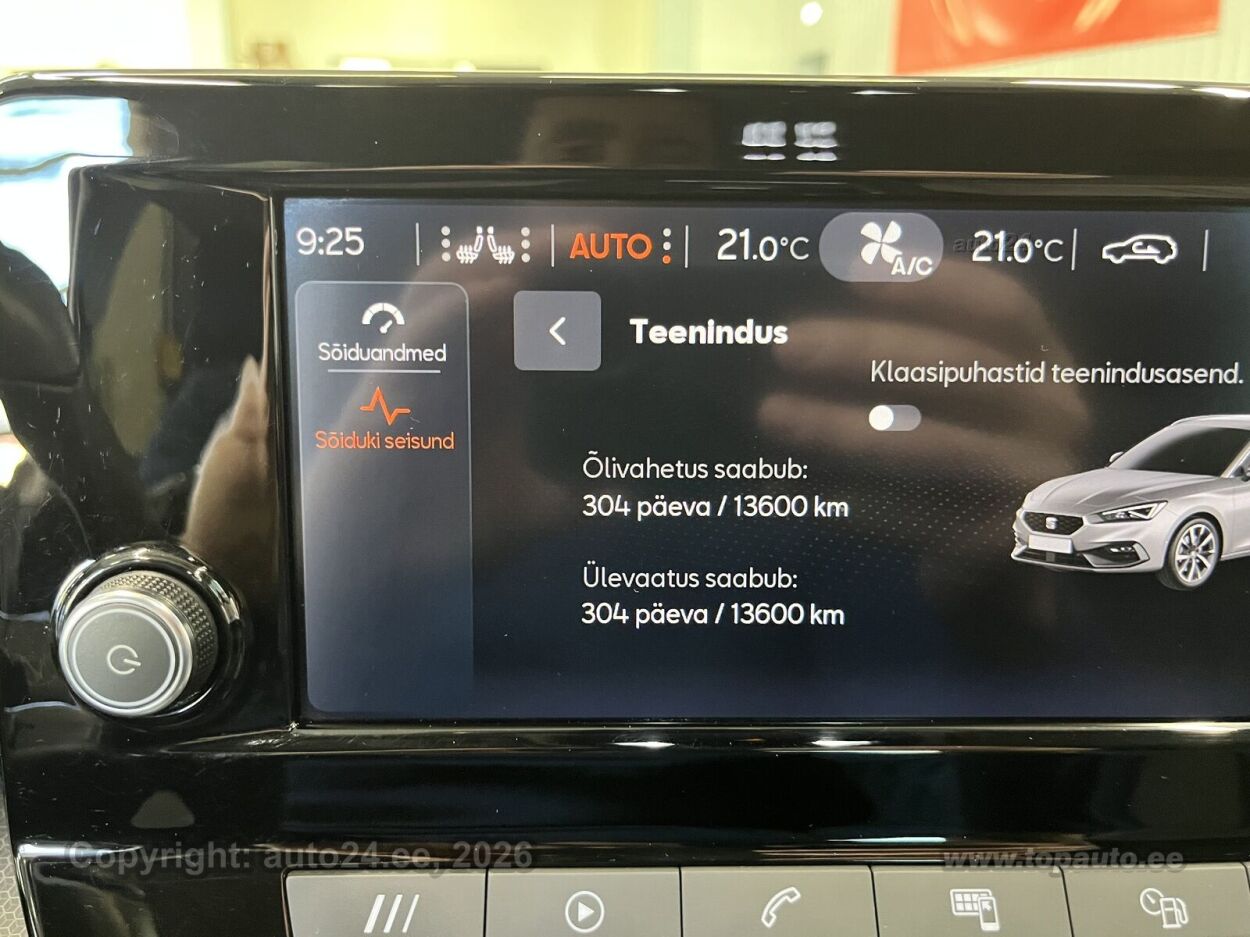 9:25 AUTO 21.0°C A/C 21.0°C
Sõiduandmed
Sõiduki seisund
Teenindus
Klaasipuhastid teenindusasend.
Õlivahetus saabub:
304 päeva / 13600 km
Ülevaatus saabub:
304 päeva / 13600 km
Copyright: auto24.ee, 2026
www.topauto.ee